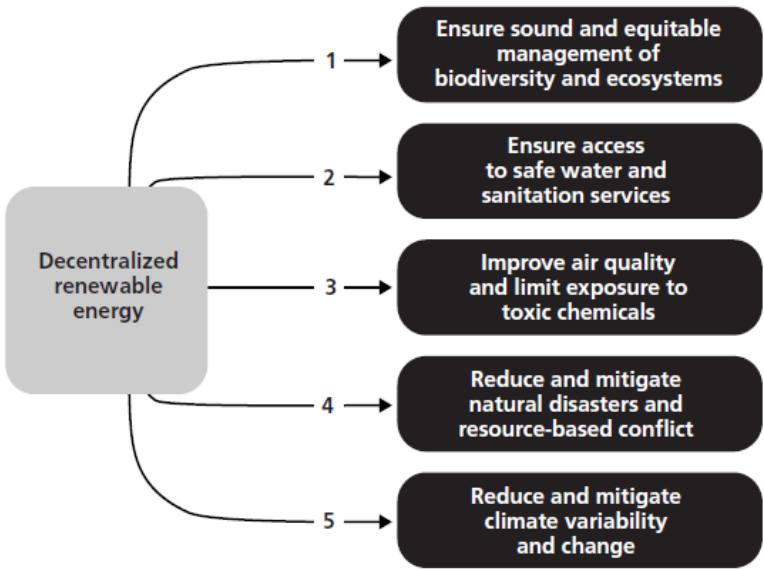 Decentralized
renewable
energy
1
Ensure sound and equitable
management of
biodiversity and ecosystems
2
Ensure access
to safe water and
sanitation services
3
Improve air quality
and limit exposure to
toxic chemicals
4
Reduce and mitigate
natural disasters and
resource-based conflict
5
Reduce and mitigate
climate variability
and change